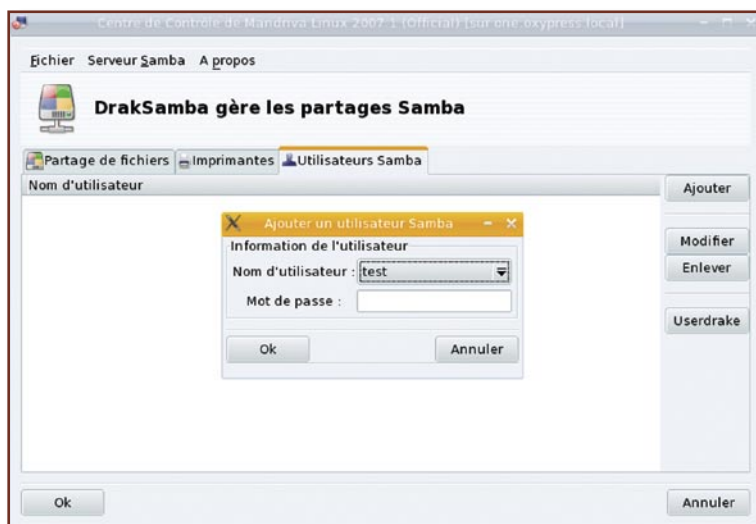 Centre de Contrôle de Mandriva Linux 2007.1 (Official) [sur one.oxypress.local]
Fichier Serveur Samba A propos
DrakSamba gère les partages Samba
Partage de fichiers Imprimantes Utilisateurs Samba
Nom d'utilisateur
Ajouter
Modifier
Enlever
Userdrake
Ajouter un utilisateur Samba
Information de l'utilisateur
Nom d'utilisateur : test
Mot de passe :
Ok Annuler
Ok Annuler